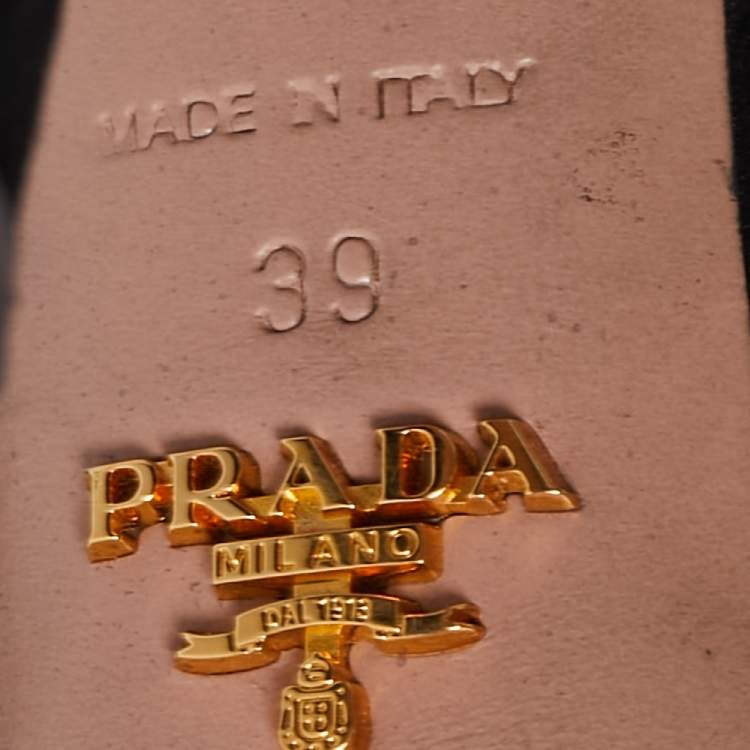 MADE IN ITALY
39
PRADA
MILANO
DAL 1913